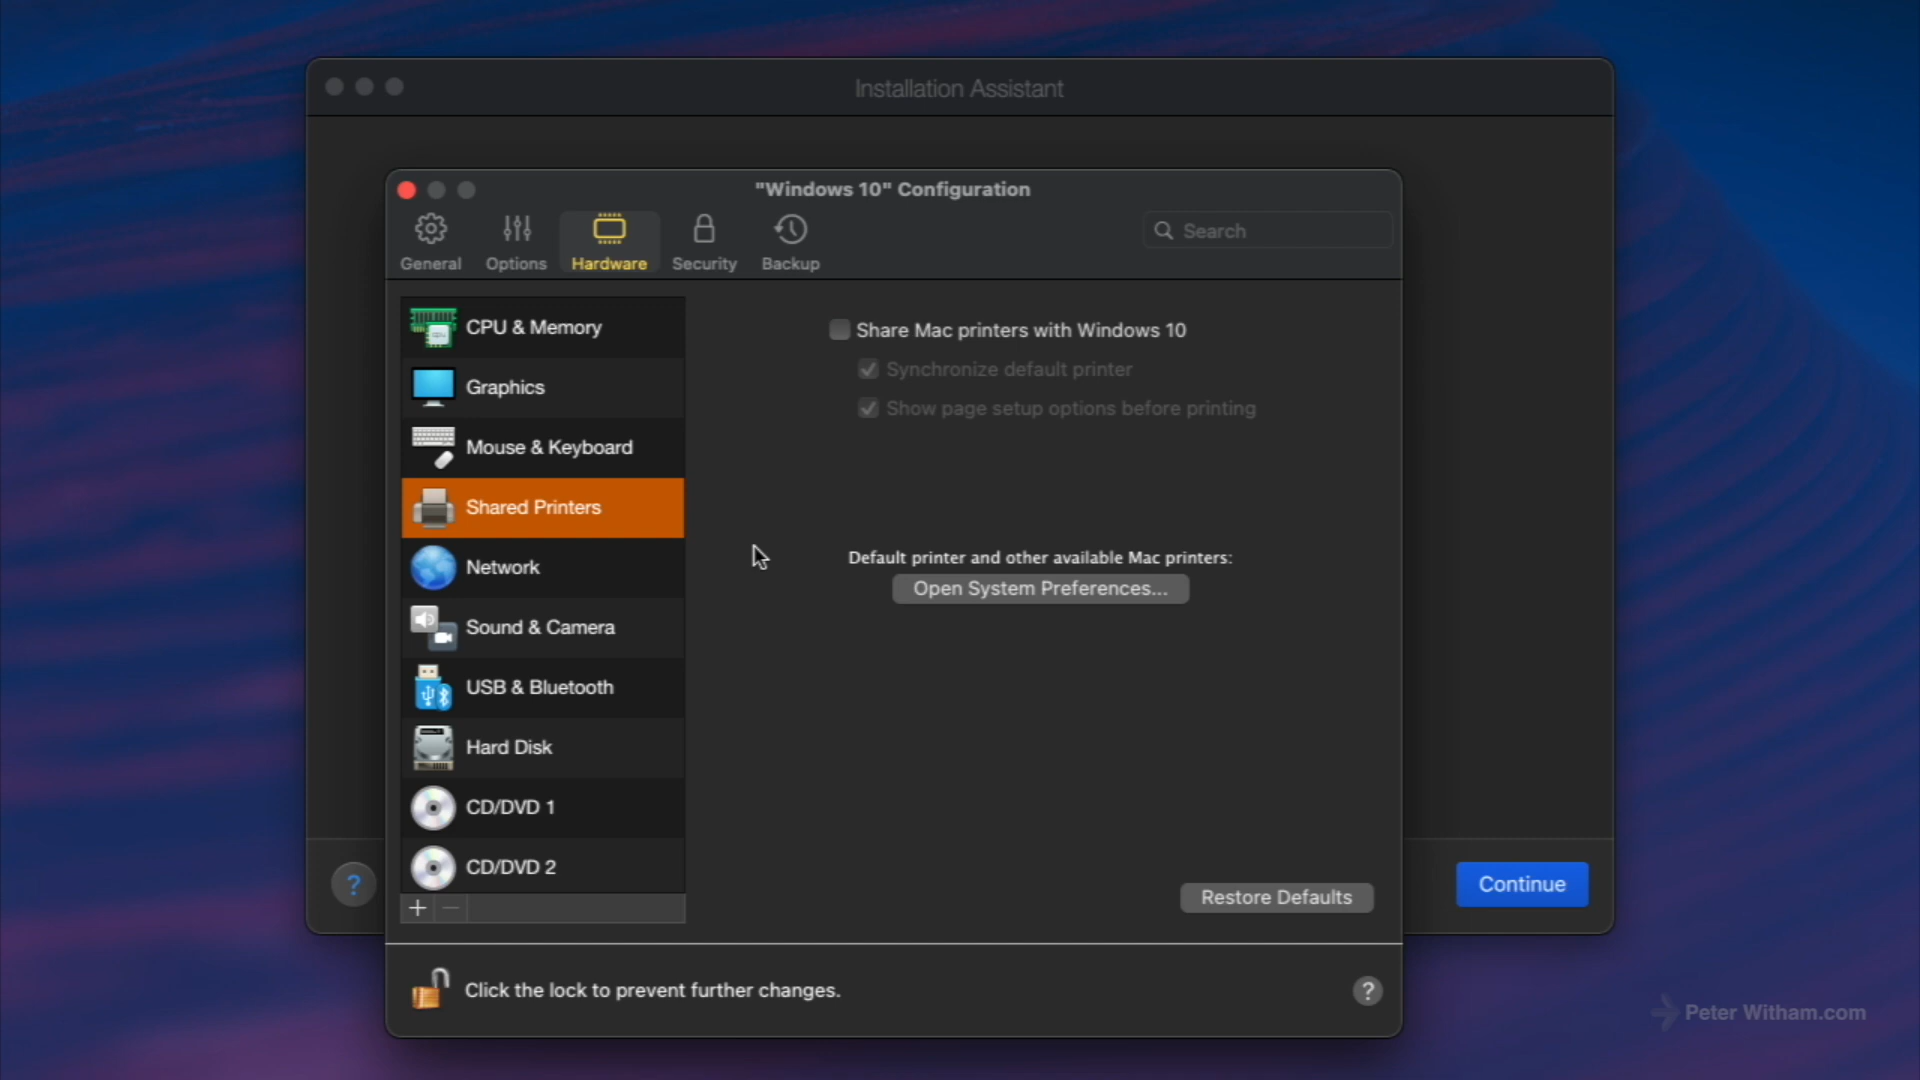 Installation Assistant
"Windows 10" Configuration
General
Options
Hardware
Security
Backup
Search
CPU & Memory
Graphics
Mouse & Keyboard
Shared Printers
Network
Sound & Camera
USB & Bluetooth
Hard Disk
CD/DVD 1
CD/DVD 2
Share Mac printers with Windows 10
Synchronize default printer
Show page setup options before printing
Default printer and other available Mac printers:
Open System Preferences...
Restore Defaults
+ −
?
Continue
Click the lock to prevent further changes.
?
Peter Witham.com